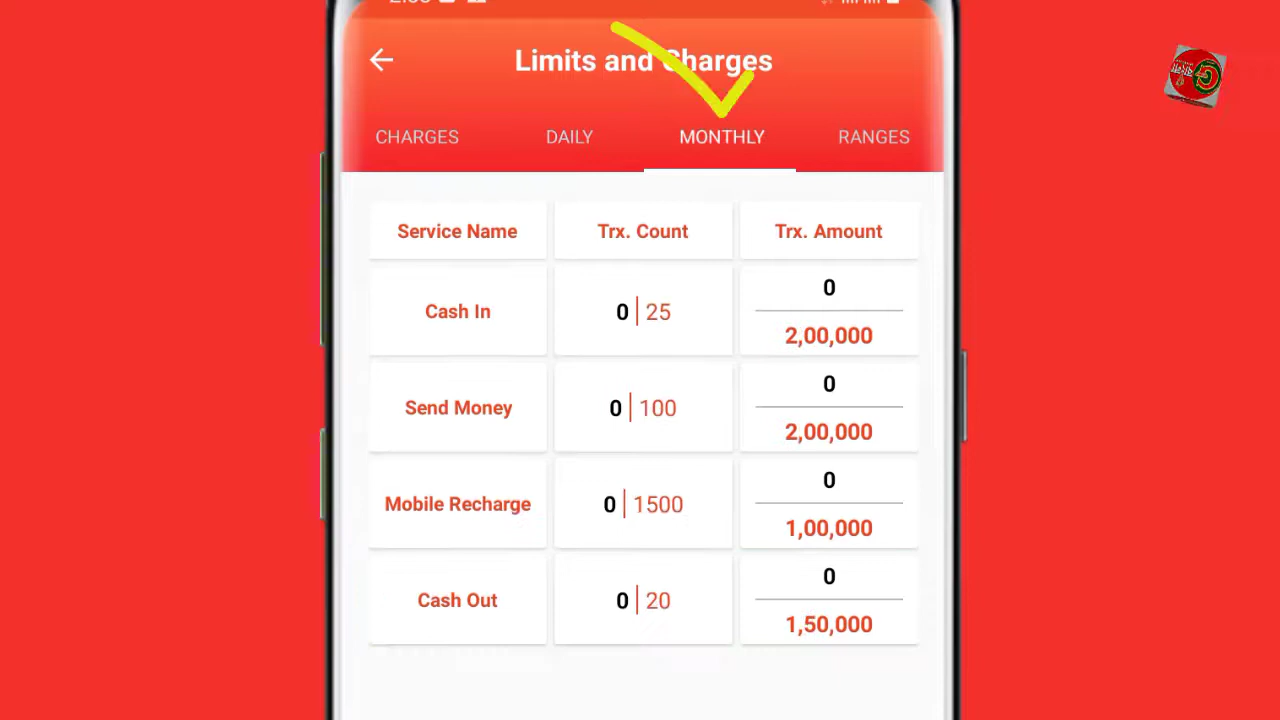 Limits and Charges
CHARGES DAILY MONTHLY RANGES
Service Name Trx. Count Trx. Amount
Cash In 0 | 25 0
2,00,000
Send Money 0 | 100 0
2,00,000
Mobile Recharge 0 | 1500 0
1,00,000
Cash Out 0 | 20 0
1,50,000